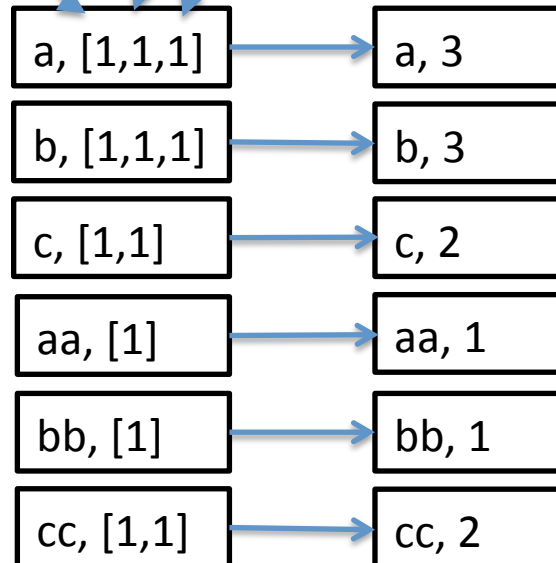 a, [1,1,1] a, 3
b, [1,1,1] b, 3
c, [1,1] c, 2
aa, [1] aa, 1
bb, [1] bb, 1
cc, [1,1] cc, 2